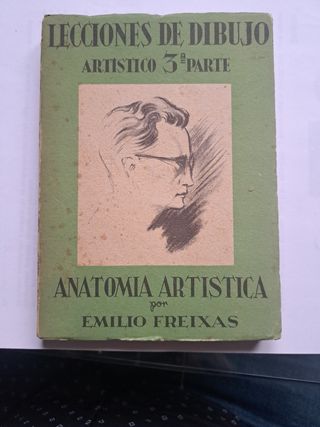 LECCIONES DE DIBUJO
ARTISTICO 3ª PARTE
ANATOMIA ARTISTICA
por
EMILIO FREIXAS